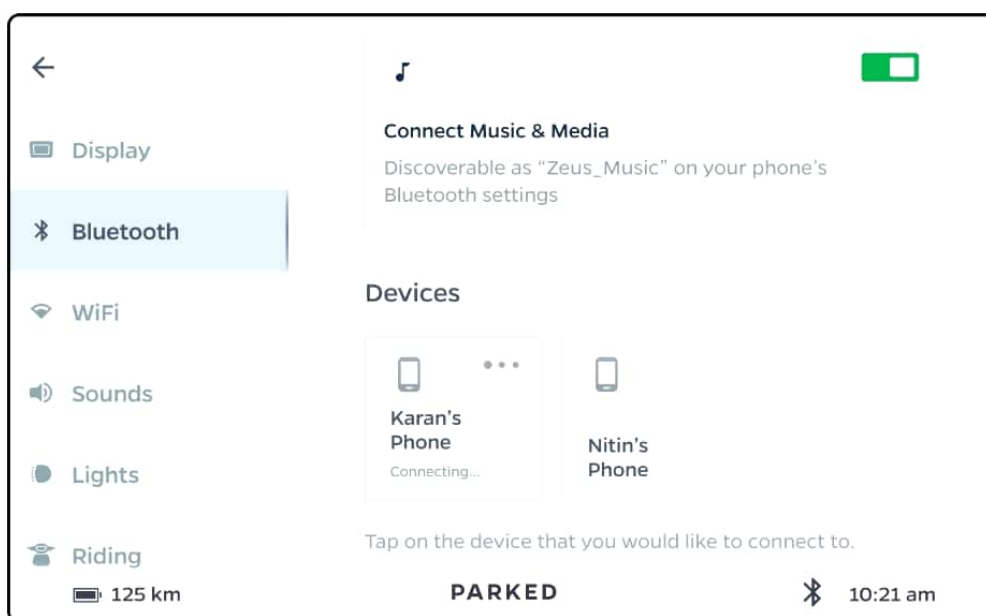 Display
Bluetooth
WiFi
Sounds
Lights
Riding
Connect Music & Media
Discoverable as “Zeus_Music” on your phone’s
Bluetooth settings
Devices
Karan’s
Phone
Connecting...
Nitin’s
Phone
Tap on the device that you would like to connect to.
125 km
PARKED
10:21 am